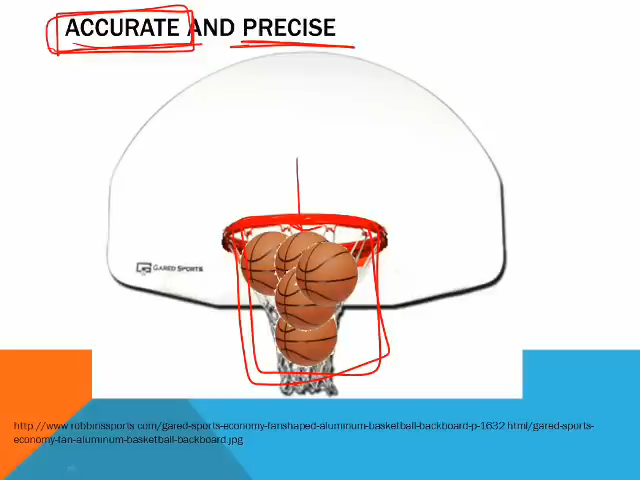 ACCURATE AND PRECISE
GARED SPORTS
http://www.robbinssports.com/gared-sports-economy-fanshaped-aluminum-basketball-backboard-p-1632.html/gared-sports-
economy-fan-aluminum-basketball-backboard.jpg